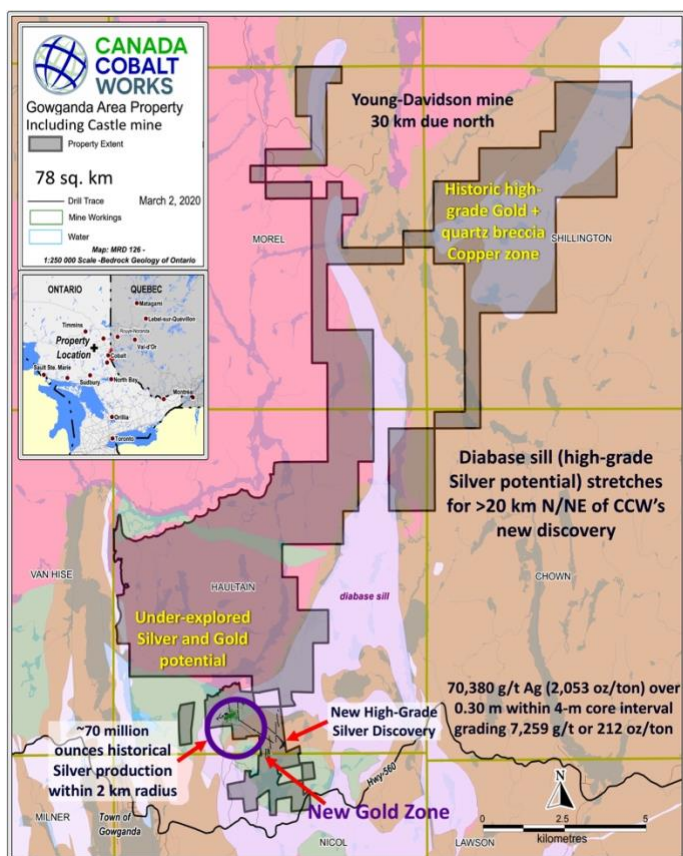 CANADA
COBALT
WORKS
Gowganda Area Property
Including Castle mine
Property Extent
78 sq. km
Drill Trace
March 2, 2020
Mine Workings
Water
Map: MRD 126 -
1:250 000 Scale -Bedrock Geology of Ontario
ONTARIO
QUEBEC
Matagami
Lebel-sur-Quévillon
Timmins
Rouyn-Noranda
Val-d'Or
Property
Location
Cobalt
Sault Ste. Marie
Sudbury
North Bay
Montreal
Orillia
Toronto
Young-Davidson mine
30 km due north
Historic high-
grade Gold +
quartz breccia
Copper zone
MOREL
SHILLINGTON
Diabase sill (high-grade
Silver potential) stretches
for >20 km N/NE of CCW's
new discovery
VAN HISE
HAULTAIN
CHOWN
diabase sill
Under-explored
Silver and Gold
potential
70,380 g/t Ag (2,053 oz/ton) over
0.30 m within 4-m core interval
grading 7,259 g/t or 212 oz/ton
New High-Grade
Silver Discovery
~70 million
ounces historical
Silver production
within 2 km radius
Hwy-560
N
New Gold Zone
MILNER
Town of
Gowganda
NICOL
LAWSON
0
2.5
5
kilometres